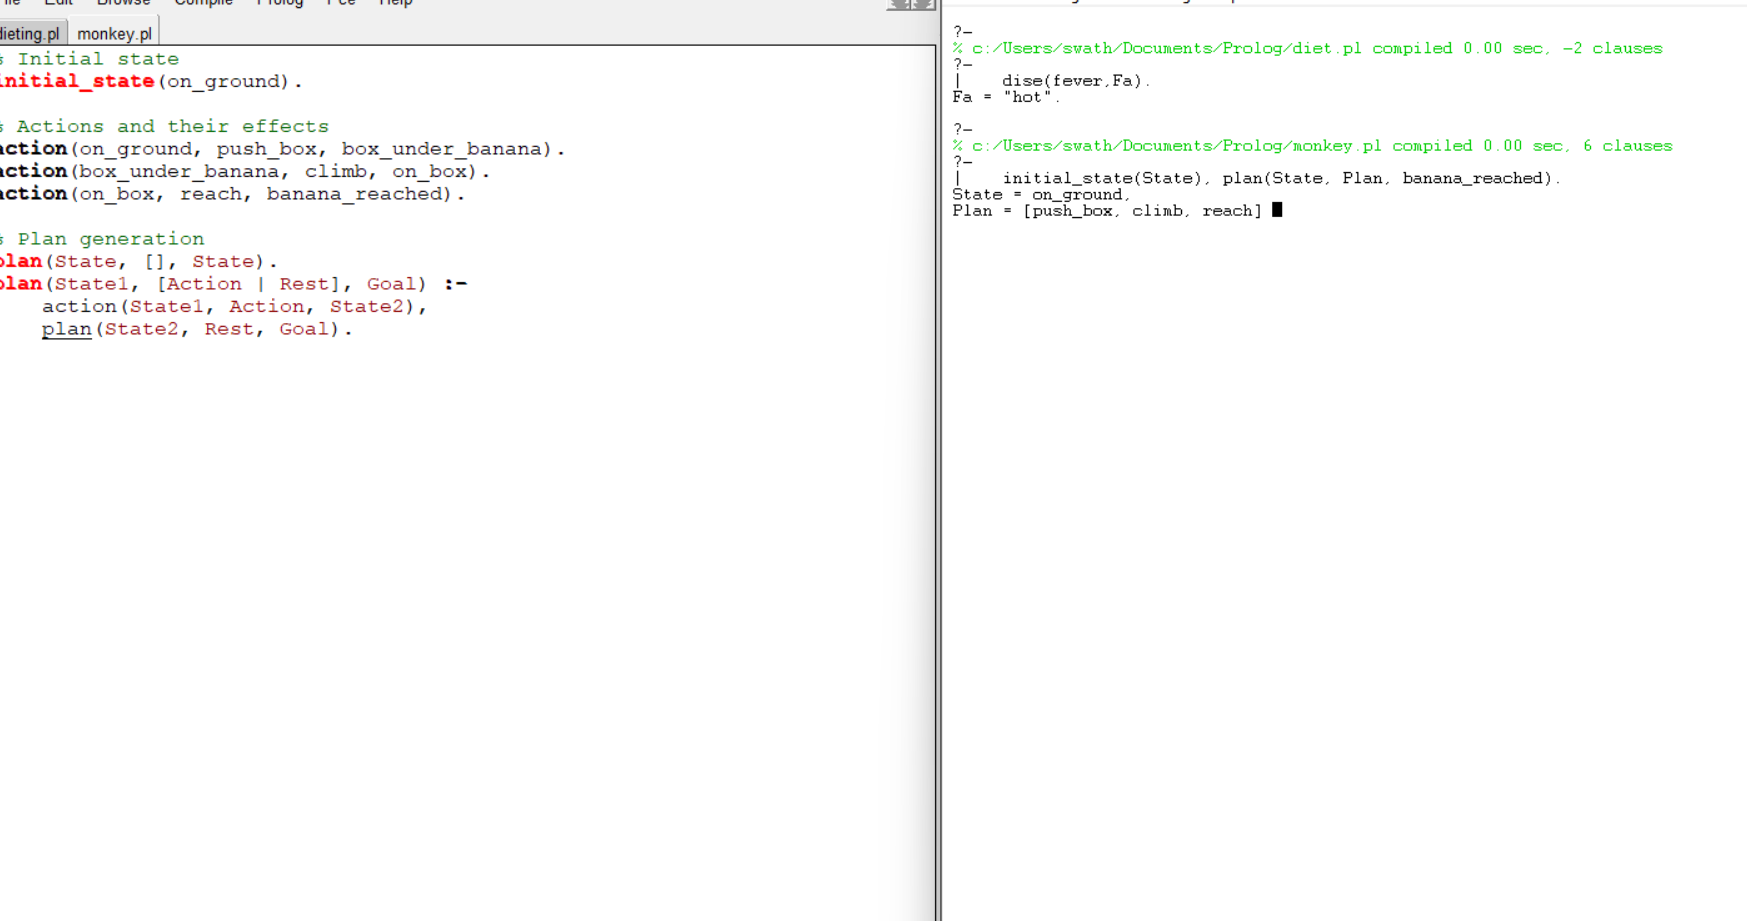 Edit Browse Compile Prolog Pce Help
dieting.pl monkey.pl
% Initial state
initial_state(on_ground).
% Actions and their effects
action(on_ground, push_box, box_under_banana).
action(box_under_banana, climb, on_box).
action(on_box, reach, banana_reached).
% Plan generation
plan(State, [], State).
plan(State1, [Action | Rest], Goal) :-
action(State1, Action, State2),
plan(State2, Rest, Goal).
?-
% c:/Users/swath/Documents/Prolog/diet.pl compiled 0.00 sec, -2 clauses
?-
| dise(fever,Fa).
Fa = "hot".
?-
% c:/Users/swath/Documents/Prolog/monkey.pl compiled 0.00 sec, 6 clauses
?-
| initial_state(State), plan(State, Plan, banana_reached).
State = on_ground,
Plan = [push_box, climb, reach]